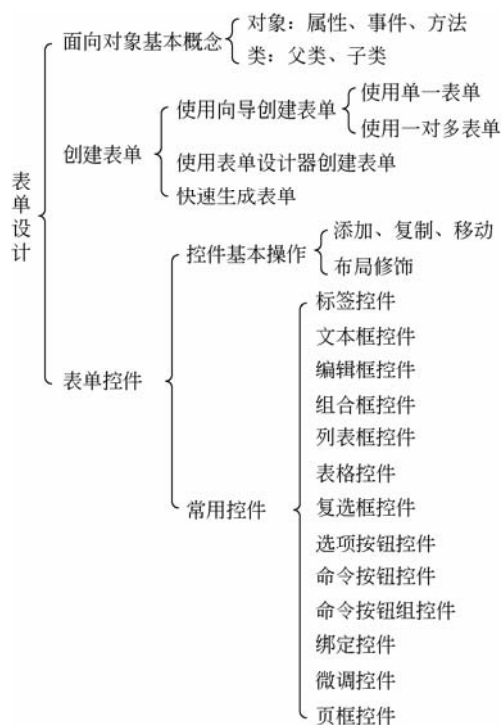 表单设计
面向对象基本概念
对象：属性、事件、方法
类：父类、子类
创建表单
使用向导创建表单
使用单一表单
使用一对多表单
使用表单设计器创建表单
快速生成表单
表单控件
控件基本操作
添加、复制、移动
布局修饰
常用控件
标签控件
文本框控件
编辑框控件
组合框控件
列表框控件
表格控件
复选框控件
选项按钮控件
命令按钮控件
命令按钮组控件
绑定控件
微调控件
页框控件